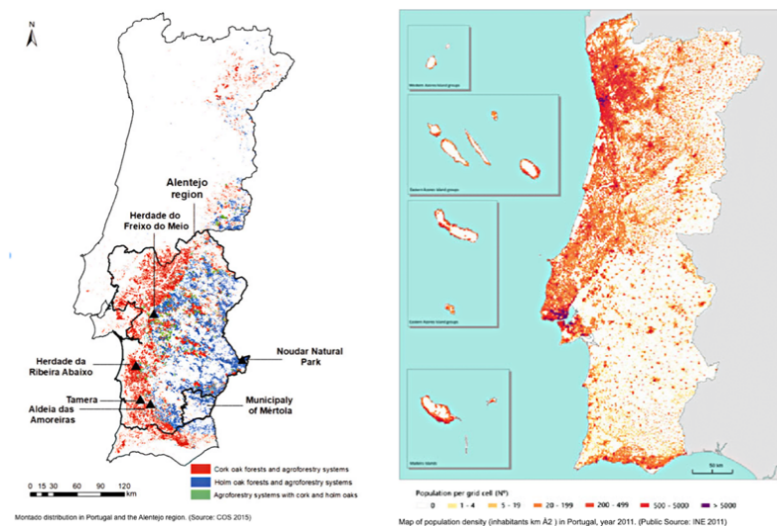 N
Alentejo
region
Herdade do
Freixo do Meio
Herdade da
Ribeira Abaixo
Noudar Natural
Park
Tamera
Aldeia das
Amoreiras
Municipaly
of Mértola
Cork oak forests and agroforestry systems
Holm oak forests and agroforestry systems
Agroforestry systems with cork and holm oaks
0 15 30 60 90 120
km
Montado distribution in Portugal and the Alentejo region. (Source: COS 2015)
50 km
Population per grid cell (Nº)
0 1 - 4 5 - 19 20 - 199 200 - 499 500 - 5000 > 5000
Map of population density (inhabitants km Â2 ) in Portugal, year 2011. (Public Source: INE 2011)